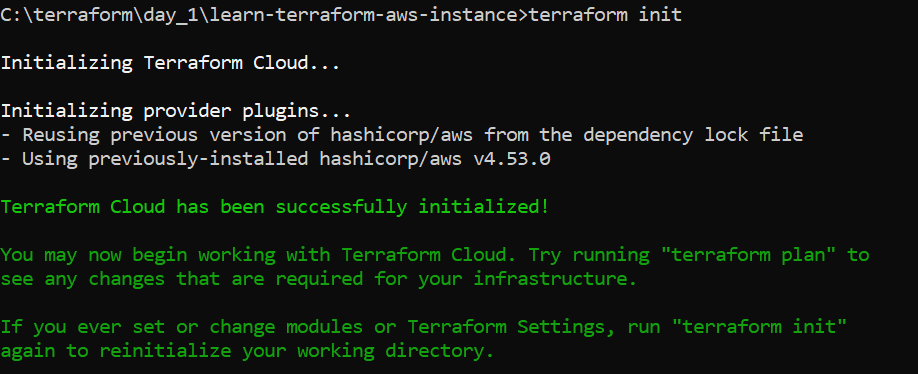 C:\terraform\day_1\learn-terraform-aws-instance>terraform init
Initializing Terraform Cloud...
Initializing provider plugins...
- Reusing previous version of hashicorp/aws from the dependency lock file
- Using previously-installed hashicorp/aws v4.53.0
Terraform Cloud has been successfully initialized!
You may now begin working with Terraform Cloud. Try running "terraform plan" to
see any changes that are required for your infrastructure.
If you ever set or change modules or Terraform Settings, run "terraform init"
again to reinitialize your working directory.